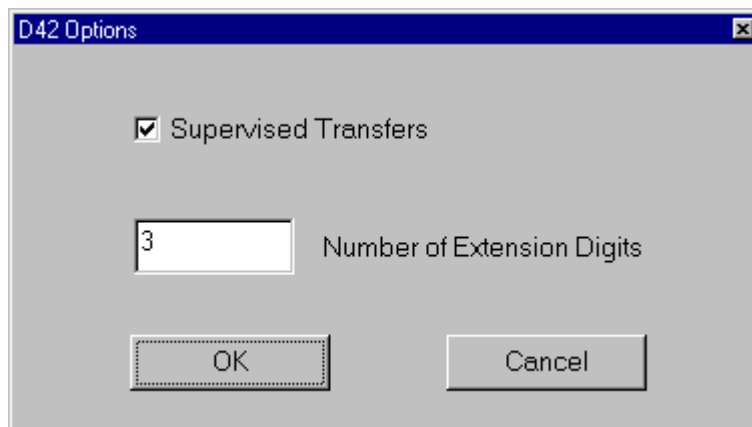 D42 Options
Supervised Transfers
3 Number of Extension Digits
OK Cancel